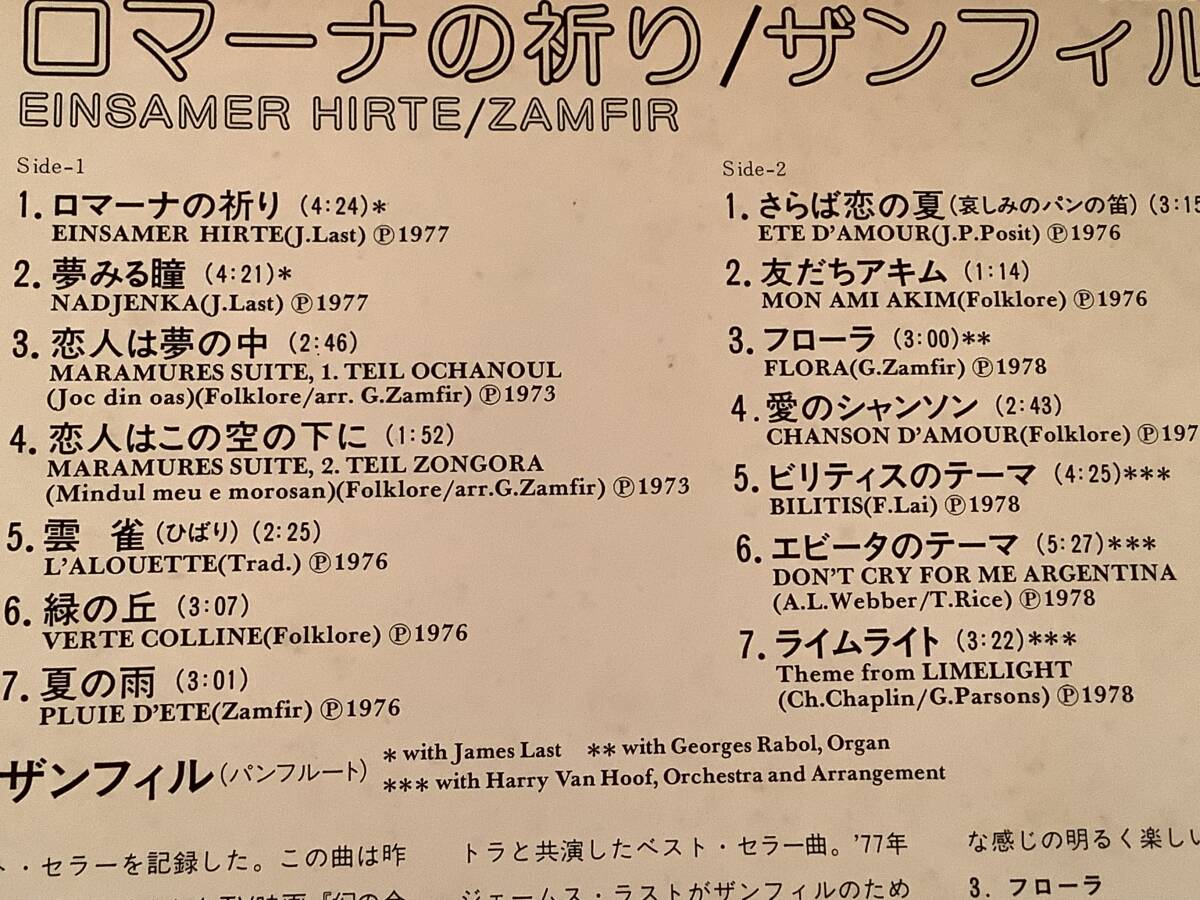 ロマーナの祈り/ザンフィル
EINSAMER HIRTE/ZAMFIR
Side-1
1. ロマーナの祈り (4:24)*
EINSAMER HIRTE(J.Last) ℗1977
2. 夢みる瞳 (4:21)*
NADJENKA(J.Last) ℗1977
3. 恋人は夢の中 (2:46)
MARAMURES SUITE, 1. TEIL OCHANOUL
(Joc din oas)(Folklore/arr. G.Zamfir) ℗1973
4. 恋人はこの空の下に (1:52)
MARAMURES SUITE, 2. TEIL ZONGORA
(Mindul meu e morosan)(Folklore/arr.G.Zamfir) ℗1973
5. 雲 雀 (ひばり) (2:25)
L'ALOUETTE(Trad.) ℗1976
6. 緑の丘 (3:07)
VERTE COLLINE(Folklore) ℗1976
7. 夏の雨 (3:01)
PLUIE D'ETE(Zamfir) ℗1976
Side-2
1. さらば恋の夏 (哀しみのパンの笛) (3:15
ETE D'AMOUR(J.P.Posit) ℗1976
2. 友だちアキム (1:14)
MON AMI AKIM(Folklore) ℗1976
3. フローラ (3:00)**
FLORA(G.Zamfir) ℗1978
4. 愛のシャンソン (2:43)
CHANSON D'AMOUR(Folklore) ℗197
5. ビリティスのテーマ (4:25)***
BILITIS(F.Lai) ℗1978
6. エビータのテーマ (5:27)***
DON'T CRY FOR ME ARGENTINA
(A.L.Webber/T.Rice) ℗1978
7. ライムライト (3:22)***
Theme from LIMELIGHT
(Ch.Chaplin/G.Parsons) ℗1978
ザンフィル (パンフルート)
* with James Last ** with Georges Rabol, Organ
*** with Harry Van Hoof, Orchestra and Arrangement
ト・セラーを記録した。この曲は昨
TV映画『幻の
トラと共演したベスト・セラー曲。'77年
ジェームス・ラストがザンフィルのため
な感じの明るく楽しい
3. フローラ